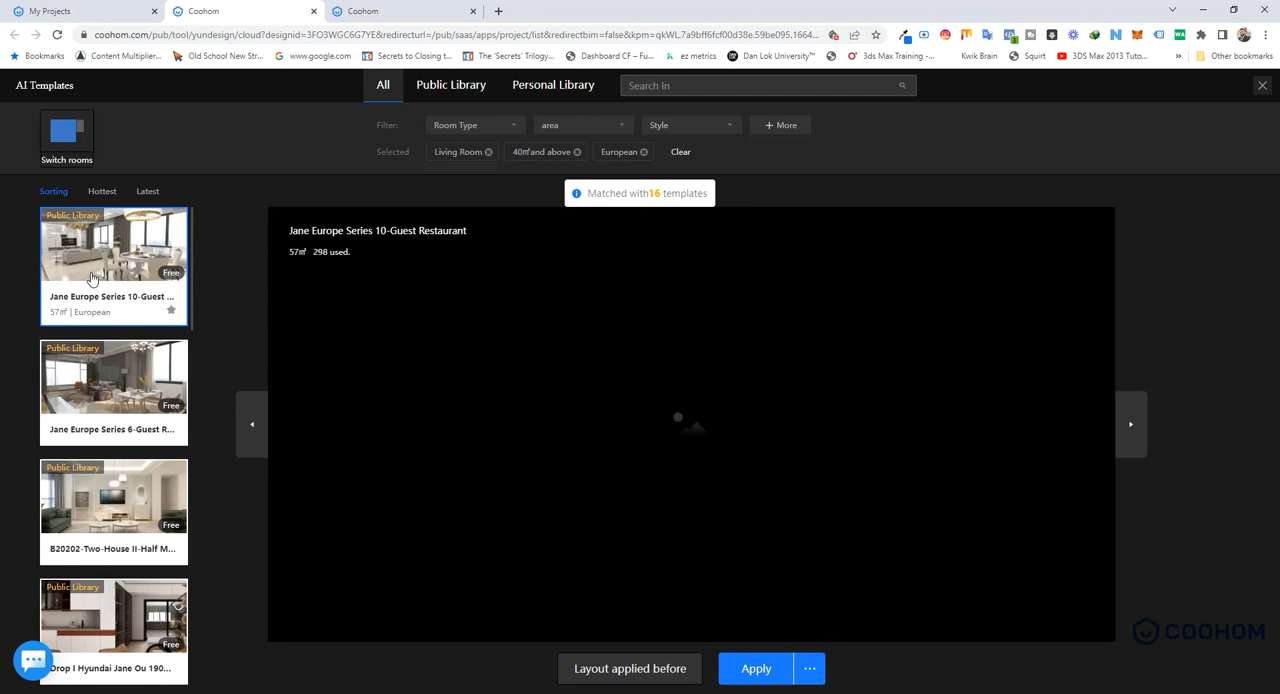 My Projects
Coohom
Coohom
coohom.com/pub/tool/yundesign/cloud?designid=3FO3WGC6G7YE&redirecturl=/pub/saas/apps/project/list&redirectbim=false&kpm=qkWL.7a9bff6fcf00d38e.59be095.1664...
Bookmarks
Content Multiplier...
Old School New Str...
www.google.com
Secrets to Closing t...
The 'Secrets' Trilogy...
Dashboard CF – Fu...
ez metrics
Dan Lok University™
3ds Max Training -...
Kwik Brain
Squirt
3DS Max 2013 Tuto...
»
Other bookmarks
AI Templates
All
Public Library
Personal Library
Search In
Filter:
Room Type
area
Style
+ More
Switch rooms
Selected
Living Room
40㎡and above
European
Clear
Sorting
Hottest
Latest
Matched with16 templates
Public Library
Free
Jane Europe Series 10-Guest ...
57㎡ | European
Public Library
Free
Jane Europe Series 6-Guest R...
Public Library
Free
B20202-Two-House II-Half M...
Public Library
Free
Drop I Hyundai Jane Ou 190...
Jane Europe Series 10-Guest Restaurant
57㎡ 298 used.
COOHOM
Layout applied before
Apply
...